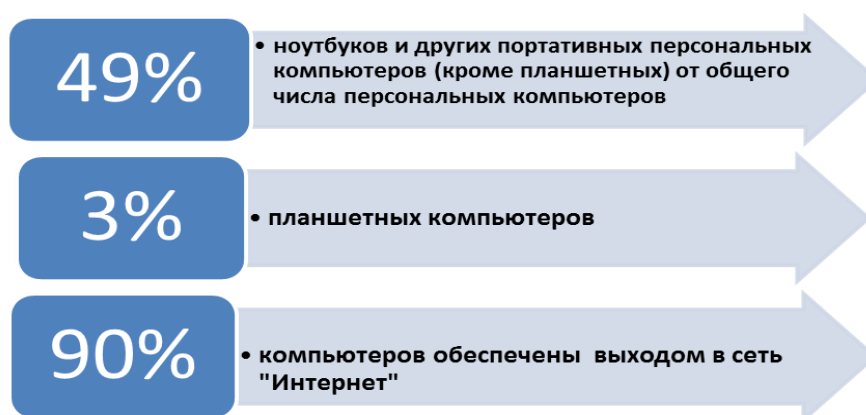 49%
• ноутбуков и других портативных персональных
компьютеров (кроме планшетных) от общего
числа персональных компьютеров
3%
• планшетных компьютеров
90%
• компьютеров обеспечены выходом в сеть
"Интернет"